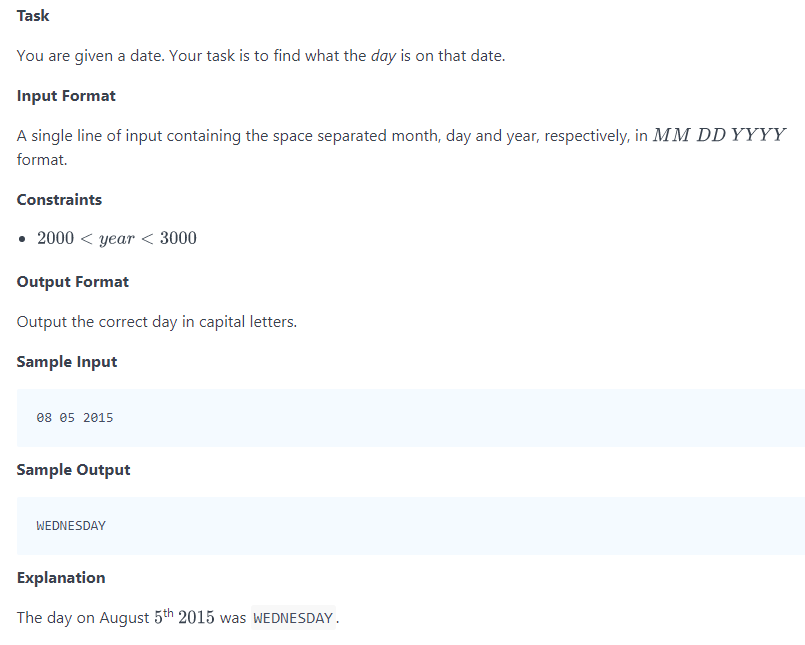 Task
You are given a date. Your task is to find what the day is on that date.
Input Format
A single line of input containing the space separated month, day and year, respectively, in MM DD YYYY
format.
Constraints
• 2000 < year < 3000
Output Format
Output the correct day in capital letters.
Sample Input
08 05 2015
Sample Output
WEDNESDAY
Explanation
The day on August 5th 2015 was WEDNESDAY.